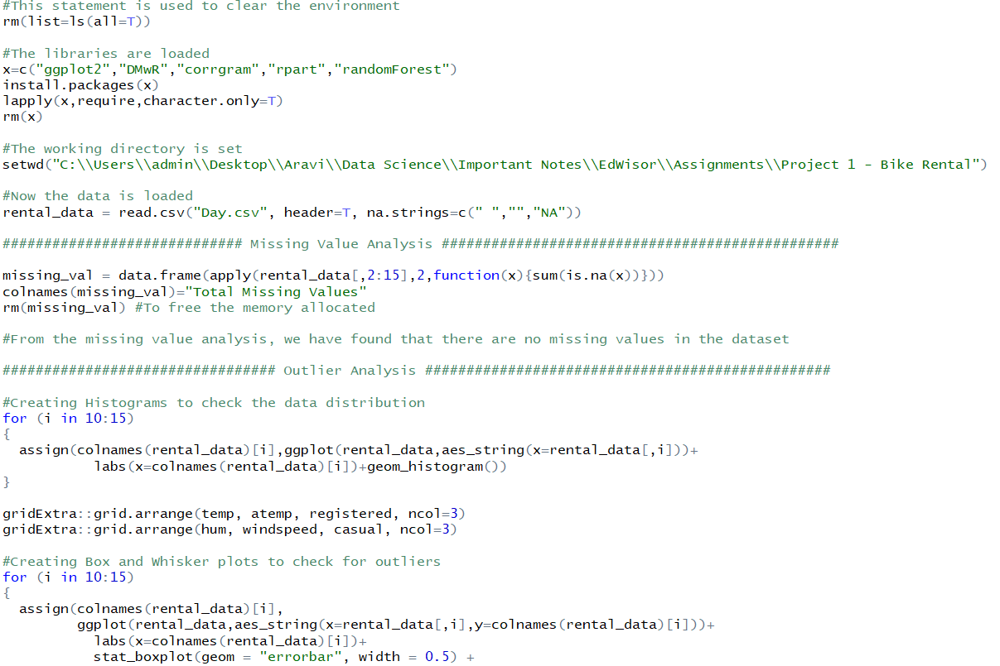 #This statement is used to clear the environment
rm(list=ls(all=T))
#The libraries are loaded
x=c("ggplot2","DMwR","corrgram","rpart","randomForest")
install.packages(x)
lapply(x,require,character.only=T)
rm(x)
#The working directory is set
setwd("C:\\Users\\admin\\Desktop\\Aravi\\Data Science\\Important Notes\\EdWisor\\Assignments\\Project 1 - Bike Rental")
#Now the data is loaded
rental_data = read.csv("Day.csv", header=T, na.strings=c(" ","","NA"))
############################# Missing Value Analysis ################################################
missing_val = data.frame(apply(rental_data[,2:15],2,function(x){sum(is.na(x))}))
colnames(missing_val)="Total Missing Values"
rm(missing_val) #To free the memory allocated
#From the missing value analysis, we have found that there are no missing values in the dataset
################################# Outlier Analysis #################################################
#Creating Histograms to check the data distribution
for (i in 10:15)
{
  assign(colnames(rental_data)[i],ggplot(rental_data,aes_string(x=rental_data[,i]))+
           labs(x=colnames(rental_data)[i])+geom_histogram())
}
gridExtra::grid.arrange(temp, atemp, registered, ncol=3)
gridExtra::grid.arrange(hum, windspeed, casual, ncol=3)
#Creating Box and Whisker plots to check for outliers
for (i in 10:15)
{
  assign(colnames(rental_data)[i],
         ggplot(rental_data,aes_string(x=rental_data[,i],y=colnames(rental_data)[i]))+
           labs(x=colnames(rental_data)[i])+
           stat_boxplot(geom = "errorbar", width = 0.5) +